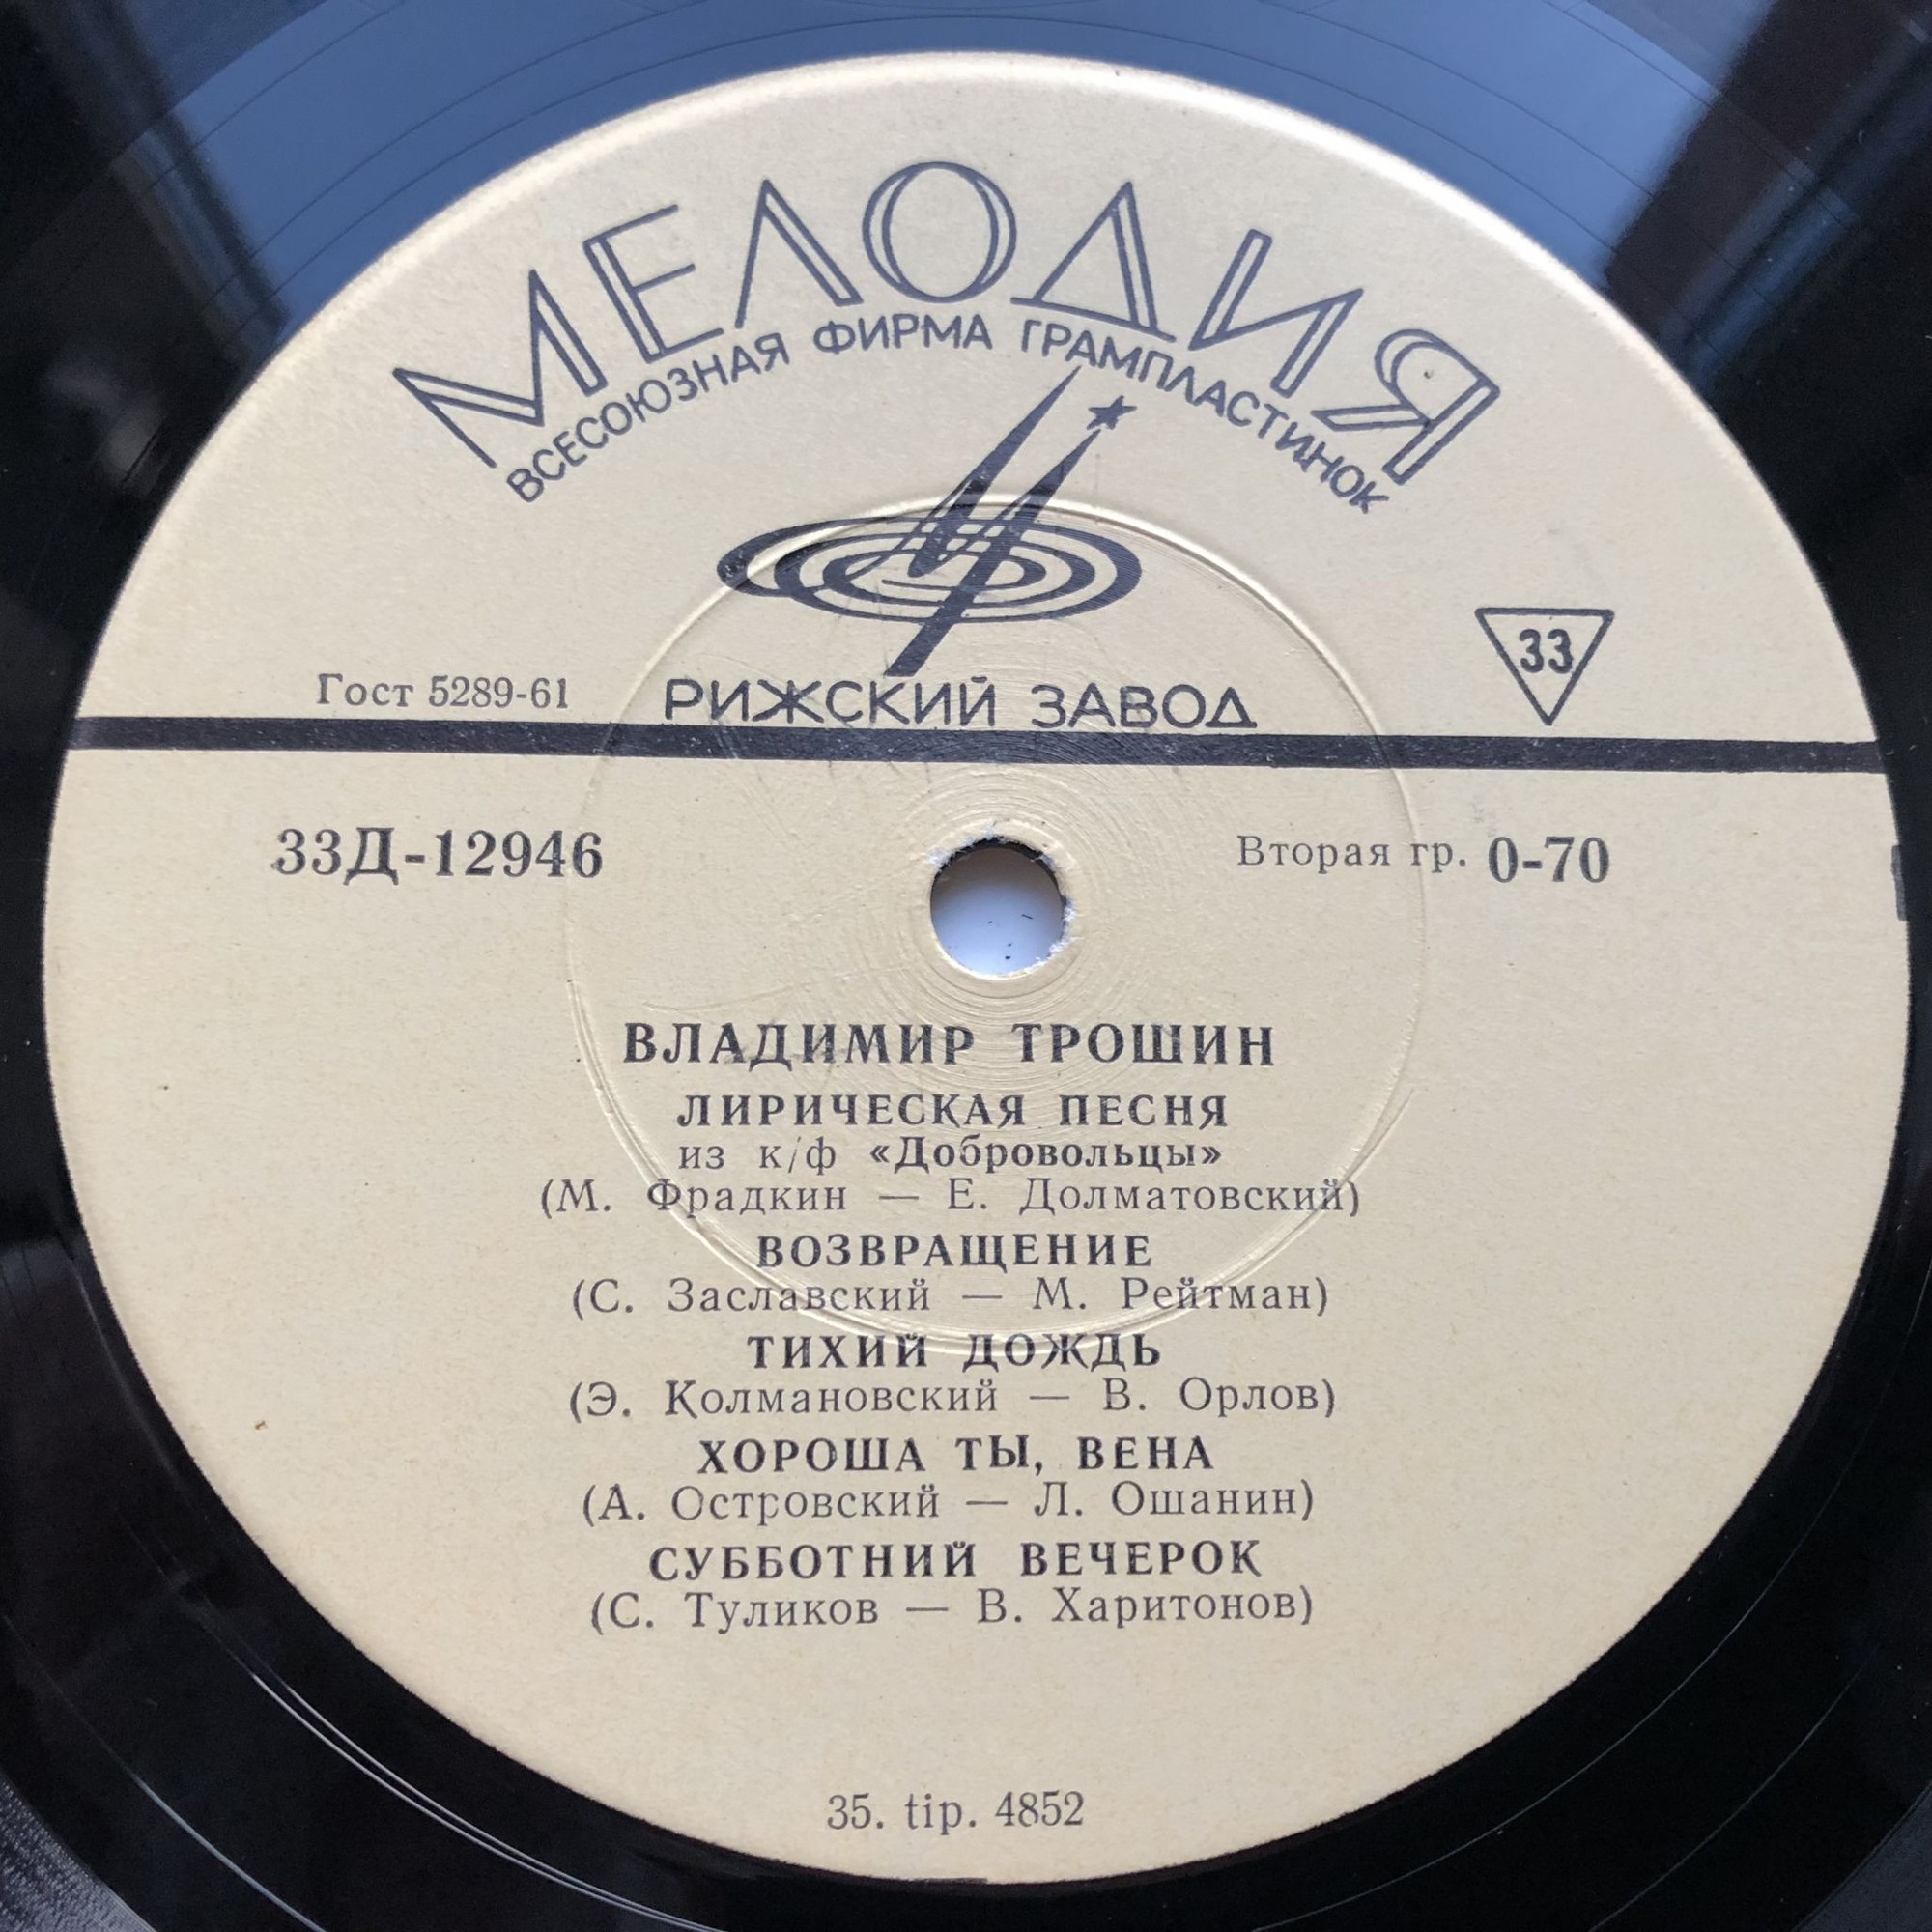 МЕЛОДИЯ
ВСЕСОЮЗНАЯ ФИРМА ГРАМПЛАСТИНОК
33
Гост 5289-61
РИЖСКИЙ ЗАВОД
33Д-12946
Вторая гр. 0-70
ВЛАДИМИР ТРОШИН
ЛИРИЧЕСКАЯ ПЕСНЯ
из к/ф «Добровольцы»
(М. Фрадкин — Е. Долматовский)
ВОЗВРАЩЕНИЕ
(С. Заславский — М. Рейтман)
ТИХИЙ ДОЖДЬ
(Э. Колмановский — В. Орлов)
ХОРОША ТЫ, ВЕНА
(А. Островский — Л. Ошанин)
СУББОТНИЙ ВЕЧЕРОК
(С. Туликов — В. Харитонов)
35. tip. 4852